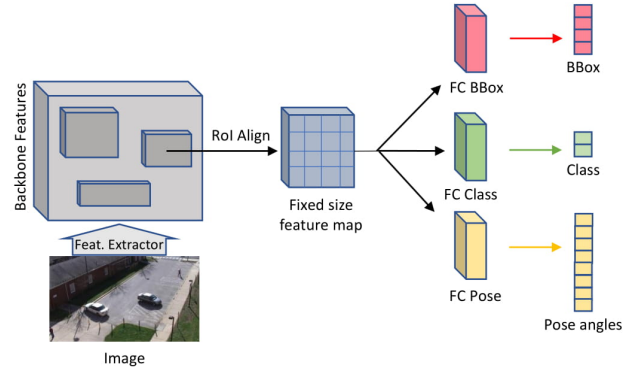 Backbone Features
RoI Align
Fixed size
feature map
Feat. Extractor
Image
FC BBox
BBox
FC Class
Class
FC Pose
Pose angles